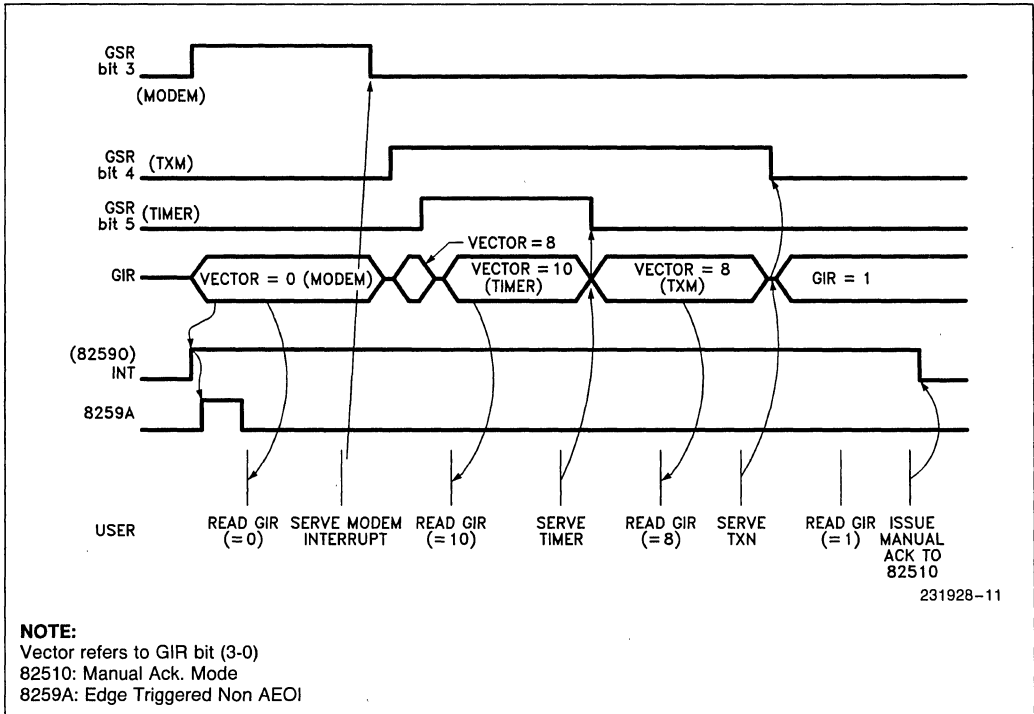 GSR
bit 3
(MODEM)
GSR
bit 4
(TXM)
GSR
bit 5
(TIMER)
VECTOR = 8
GIR
VECTOR = 0 (MODEM)
VECTOR = 10
(TIMER)
VECTOR = 8
(TXM)
GIR = 1
(82590)
INT
8259A
USER
READ GIR
(= 0)
SERVE MODEM
INTERRUPT
READ GIR
(= 10)
SERVE
TIMER
READ GIR
(= 8)
SERVE
TXN
READ GIR
(= 1)
ISSUE
MANUAL
ACK TO
82510
231928–11
NOTE:
Vector refers to GIR bit (3-0)
82510: Manual Ack. Mode
8259A: Edge Triggered Non AEOI